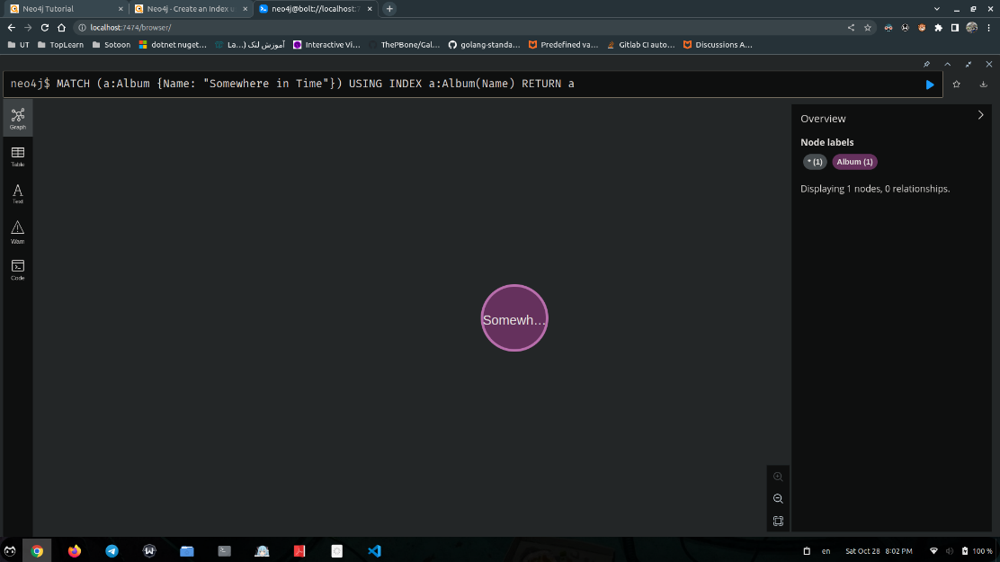 Neo4j Tutorial
Neo4j - Create an Index u
neo4j@bolt://localhost:7
localhost:7474/browser/
UT
TopLearn
Sotoon
dotnet nuget…
آموزش لنک (…La
Interactive Vi…
ThePBone/Gal…
golang-standa…
Predefined va…
Gitlab CI auto…
Discussions A…
neo4j$ MATCH (a:Album {Name: "Somewhere in Time"}) USING INDEX a:Album(Name) RETURN a
Graph
Table
Text
Warn
Code
Somewh…
Overview
Node labels
* (1)
Album (1)
Displaying 1 nodes, 0 relationships.
en
Sat Oct 28 8:02 PM
100 %